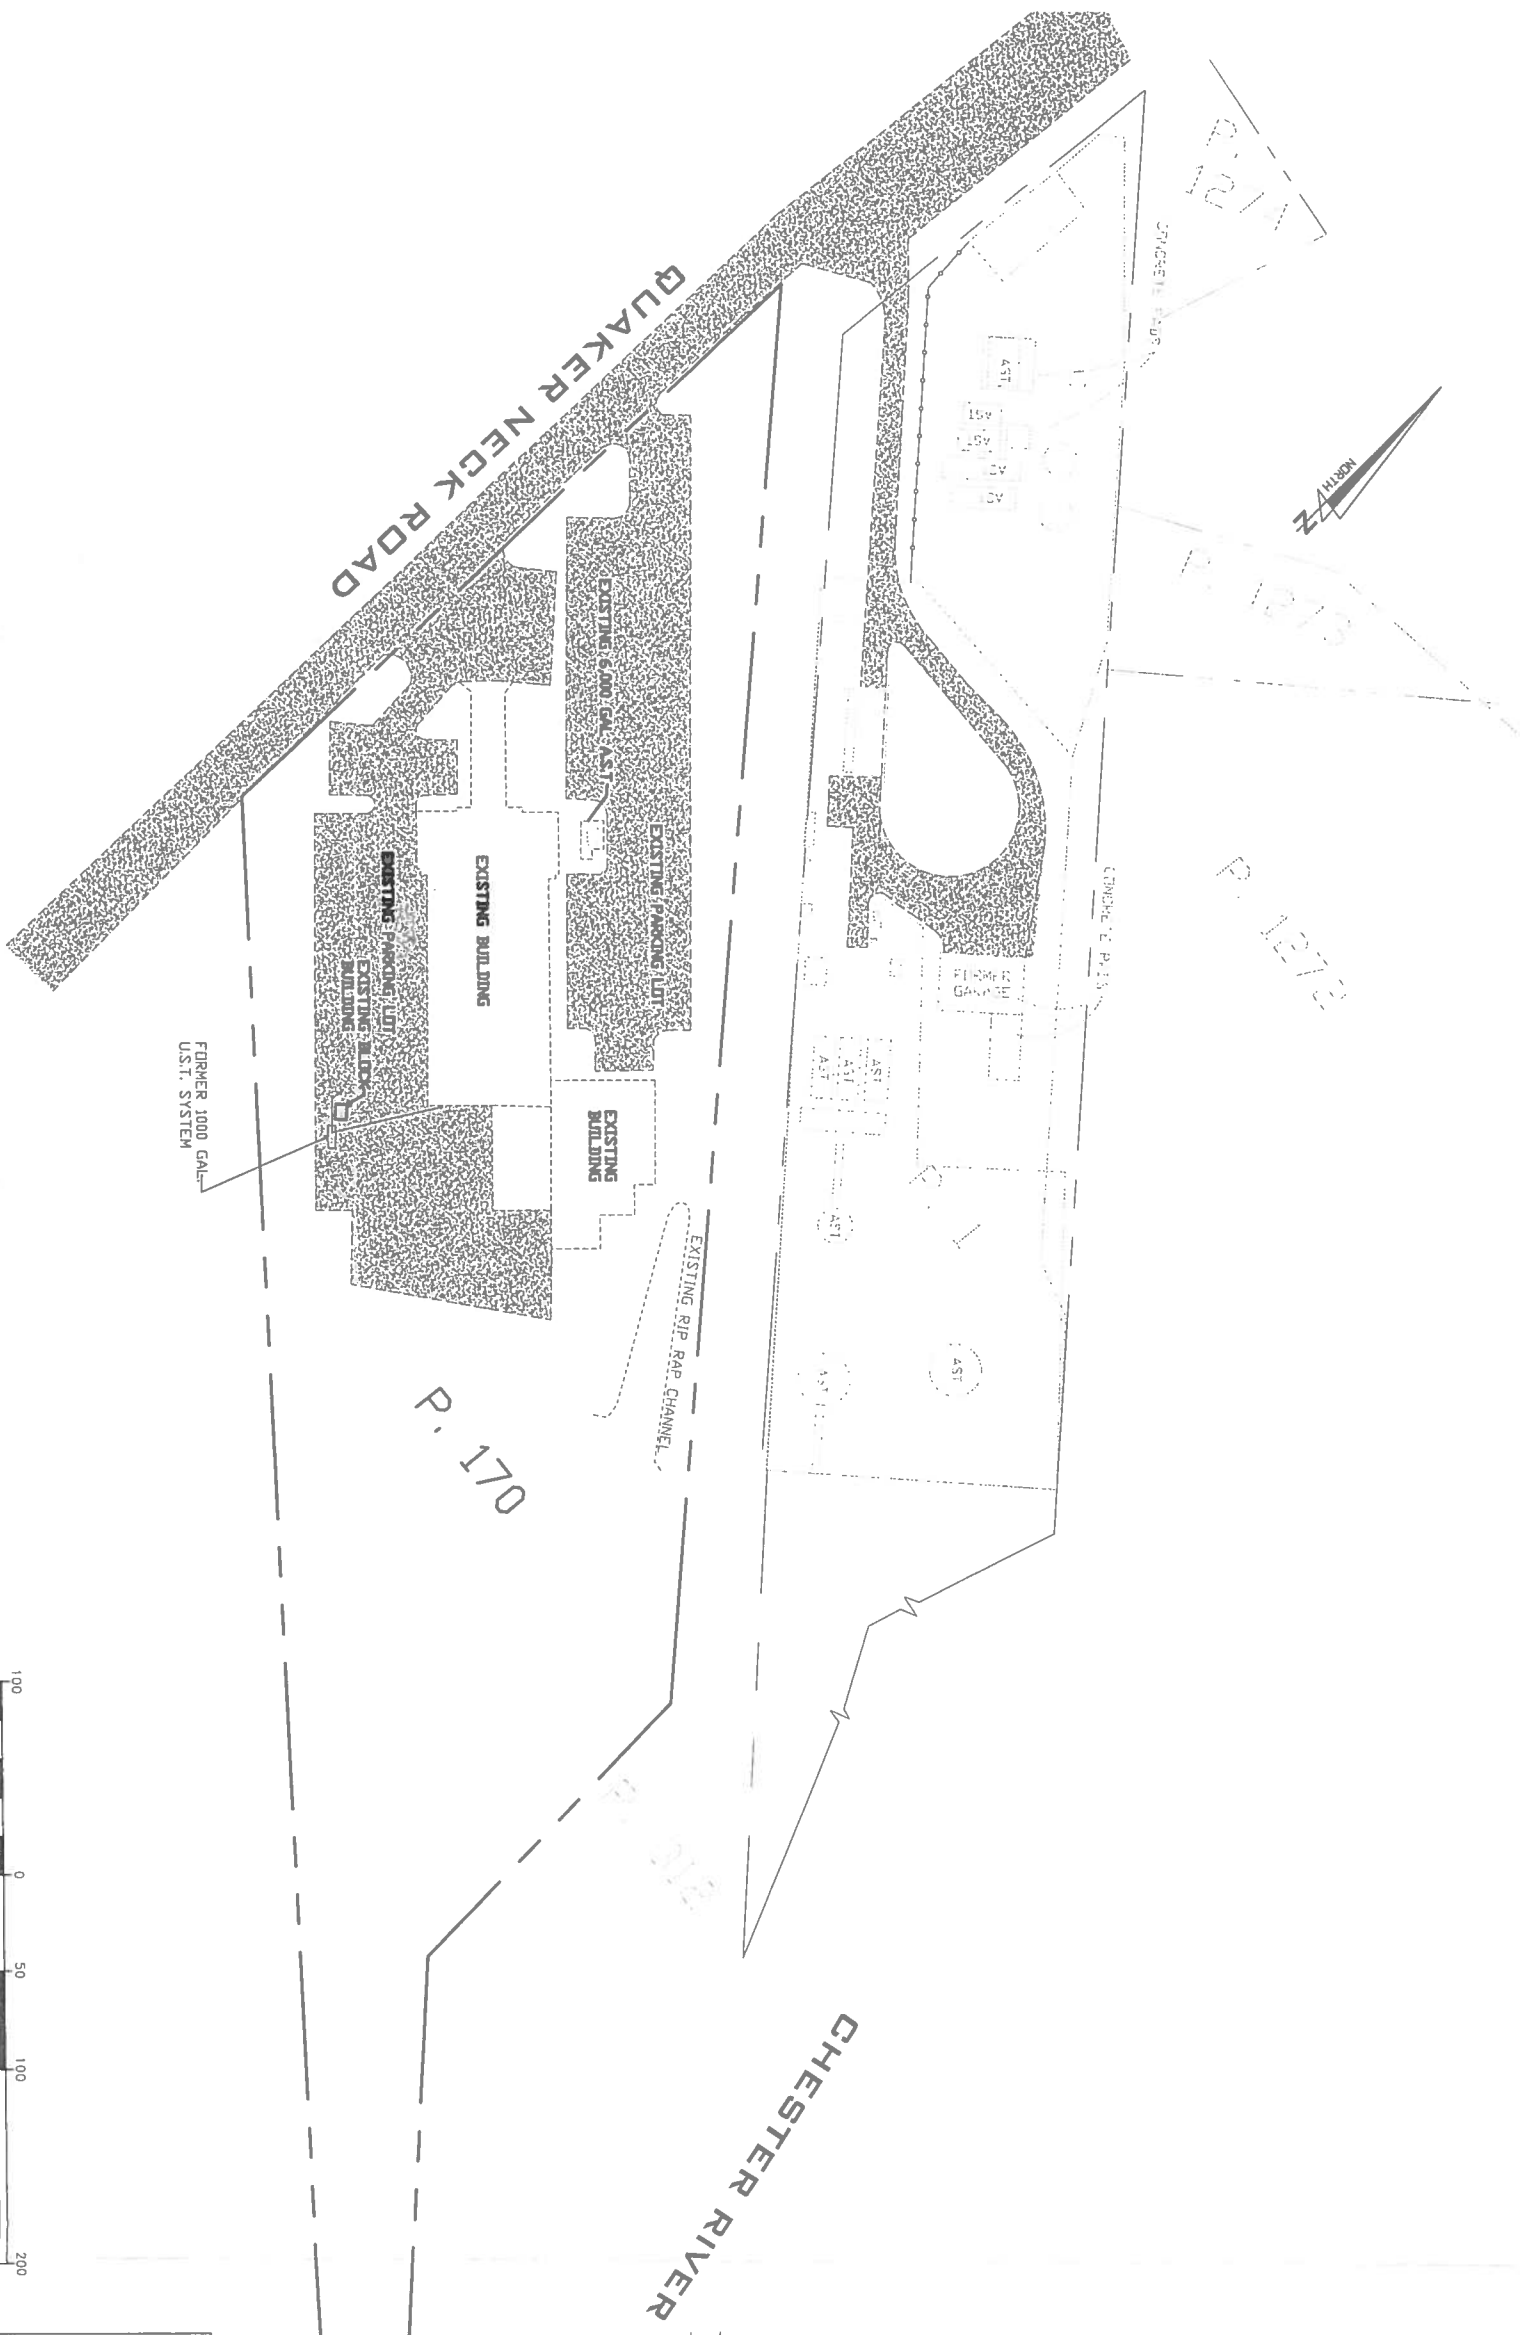 QUAKER NECK ROAD
NORTH
P.
P. 1273
P. 1272
AST
AST
AST
EXISTING 6,000 GAL. AST
EXISTING PARKING LOT
EXISTING BUILDING
EXISTING PARKING LOT
EXISTING BLOCK
BUILDING
FORMER 1000 GAL.
U.S.T. SYSTEM
EXISTING
BUILDING
FORMER
GARAGE
AST
AST
AST
AST
AST
AST
P. 1
EXISTING RIP RAP CHANNEL
P. 170
P. 312
CHESTER RIVER
100
0
50
100
200